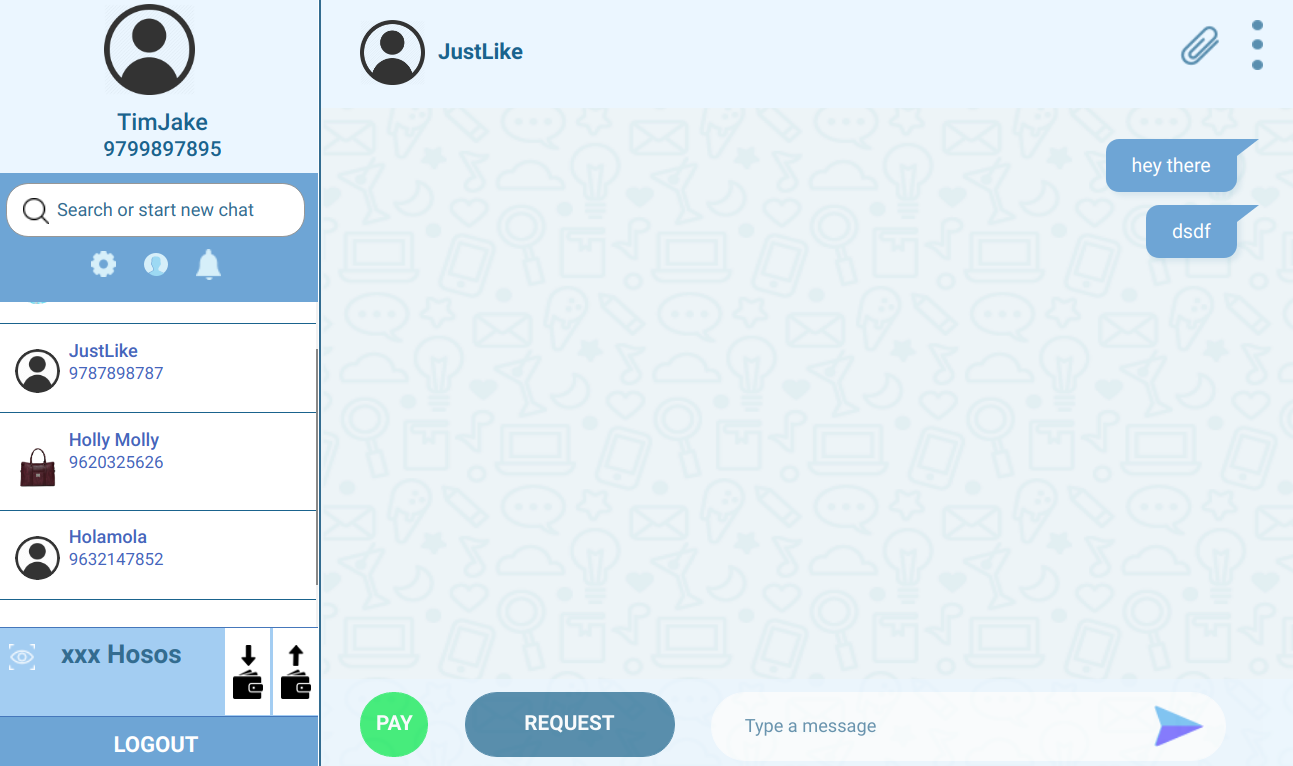 TimJake
9799897895
Search or start new chat
JustLike
9787898787
Holly Molly
9620325626
Holamola
9632147852
xxx Hosos
LOGOUT
JustLike
hey there
dsdf
PAY
REQUEST
Type a message